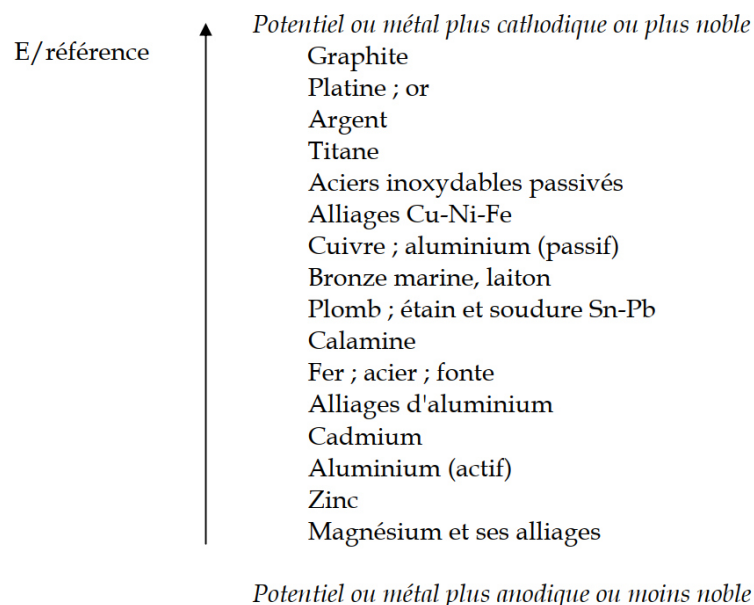 Potentiel ou métal plus cathodique ou plus noble
E/référence
Graphite
Platine ; or
Argent
Titane
Aciers inoxydables passivés
Alliages Cu-Ni-Fe
Cuivre ; aluminium (passif)
Bronze marine, laiton
Plomb ; étain et soudure Sn-Pb
Calamine
Fer ; acier ; fonte
Alliages d'aluminium
Cadmium
Aluminium (actif)
Zinc
Magnésium et ses alliages
Potentiel ou métal plus anodique ou moins noble